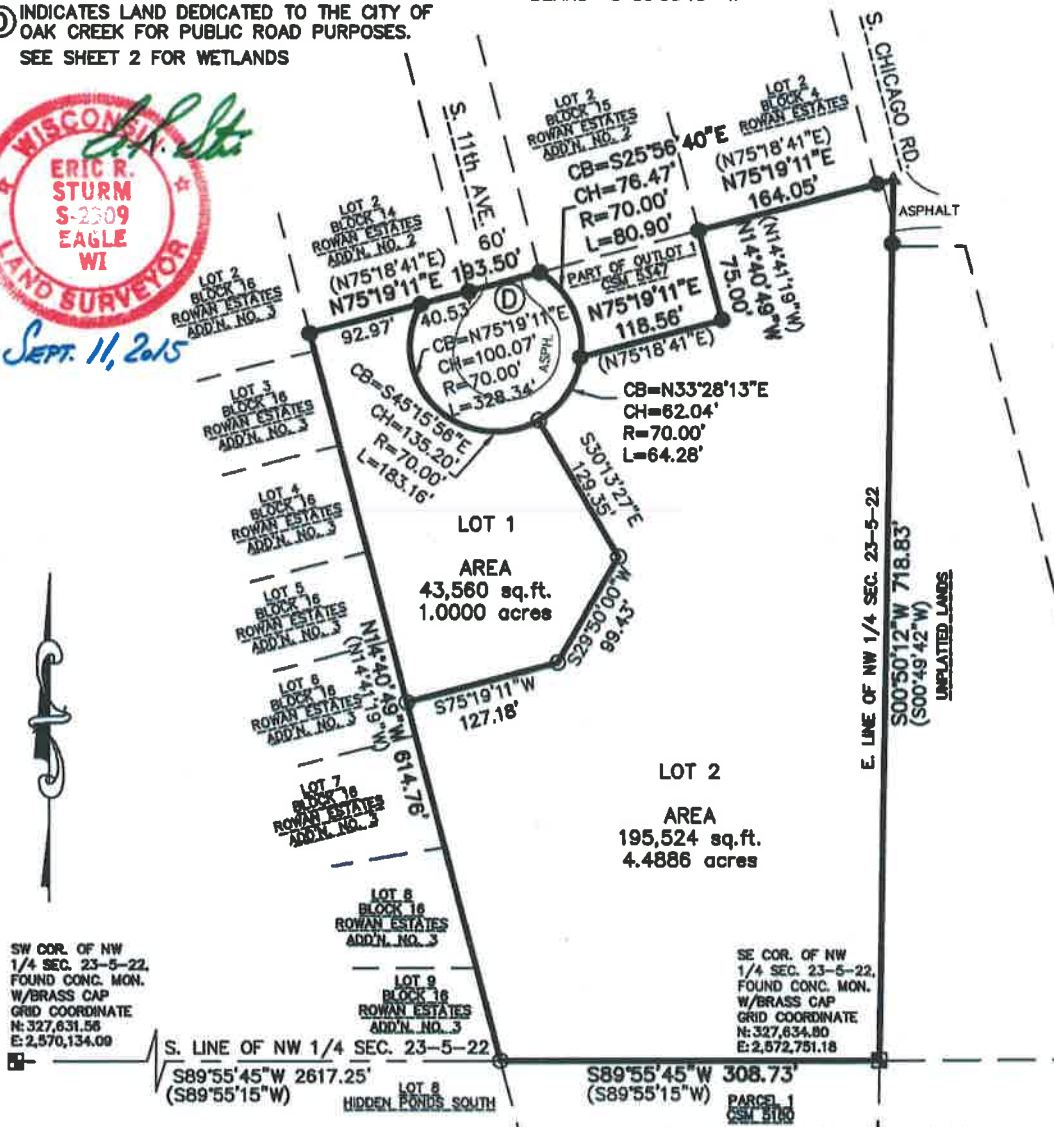 D INDICATES LAND DEDICATED TO THE CITY OF
OAK CREEK FOR PUBLIC ROAD PURPOSES.
SEE SHEET 2 FOR WETLANDS
WISCONSIN
ERIC R.
STURM
S-2309
EAGLE
WI
LAND SURVEYOR
SEPT. 11, 2015
S. 11th AVE.
60'
S. CHICAGO RD.
ASPHALT
LOT 2
BLOCK 15
ROWAN ESTATES
ADD'N. NO. 2
LOT 2
BLOCK 4
ROWAN ESTATES
(N75°18'41"E)
N75°19'11"E
164.05'
CB=S25°56'40"E
CH=76.47'
R=70.00'
L=80.90'
LOT 2
BLOCK 14
ROWAN ESTATES
ADD'N. NO. 2
(N75°18'41"E)
N75°19'11"E 193.50'
92.97'
40.53'
D
PART OF OUTLOT 1
CSM 5347
N75°19'11"E
118.56'
(N75°18'41"E)
N14°40'49"W
75.00'
(N14°41'19"W)
CB=N75°19'11"E
CH=100.07'
R=70.00'
L=328.34'
ASPH.
CB=S45°15'56"E
CH=135.20'
R=70.00'
L=183.16'
CB=N33°28'13"E
CH=62.04'
R=70.00'
L=64.28'
LOT 2
BLOCK 16
ROWAN ESTATES
ADD'N. NO. 3
LOT 3
BLOCK 16
ROWAN ESTATES
ADD'N. NO. 3
LOT 4
BLOCK 16
ROWAN ESTATES
ADD'N. NO. 3
LOT 5
BLOCK 16
ROWAN ESTATES
ADD'N. NO. 3
LOT 6
BLOCK 16
ROWAN ESTATES
ADD'N. NO. 3
LOT 7
BLOCK 16
ROWAN ESTATES
ADD'N. NO. 3
LOT 8
BLOCK 16
ROWAN ESTATES
ADD'N. NO. 3
LOT 9
BLOCK 16
ROWAN ESTATES
ADD'N. NO. 3
LOT 1
AREA
43,560 sq.ft.
1.0000 acres
S30°13'27"E
129.35'
S29°50'00"W
99.43'
S75°19'11"W
127.18'
N14°40'49"W 614.76'
(N14°41'19"W)
LOT 2
AREA
195,524 sq.ft.
4.4886 acres
E. LINE OF NW 1/4 SEC. 23-5-22
S00°50'12"W 718.83'
(S00°49'42"W)
UNPLATTED LANDS
SW COR. OF NW
1/4 SEC. 23-5-22,
FOUND CONC. MON.
W/BRASS CAP
GRID COORDINATE
N: 327,631.56
E: 2,570,134.09
SE COR. OF NW
1/4 SEC. 23-5-22,
FOUND CONC. MON.
W/BRASS CAP
GRID COORDINATE
N: 327,634.80
E: 2,572,751.18
S. LINE OF NW 1/4 SEC. 23-5-22
S89°55'45"W 2617.25'
(S89°55'15"W)
LOT 8
HIDDEN PONDS SOUTH
S89°55'45"W 308.73'
(S89°55'15"W)
PARCEL 1
CSM 5180